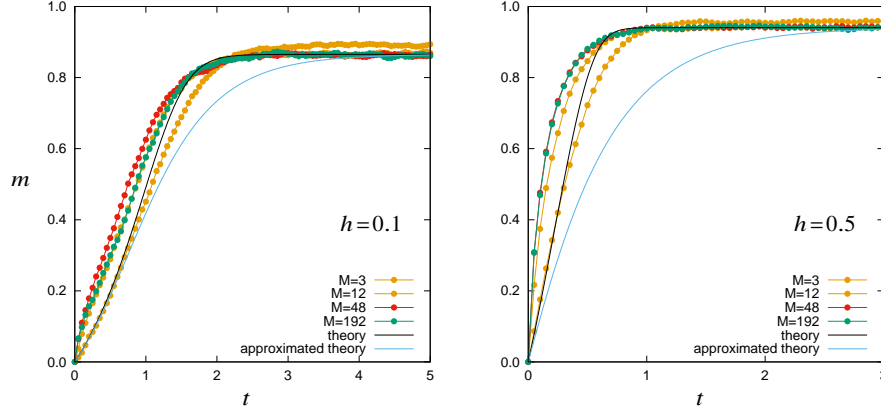 1.0
0.8
0.6
0.4
0.2
0.0
0 1 2 3 4 5
m
t
h=0.1
M=3
M=12
M=48
M=192
theory
approximated theory
1.0
0.8
0.6
0.4
0.2
0.0
0 1 2 3
t
h=0.5
M=3
M=12
M=48
M=192
theory
approximated theory